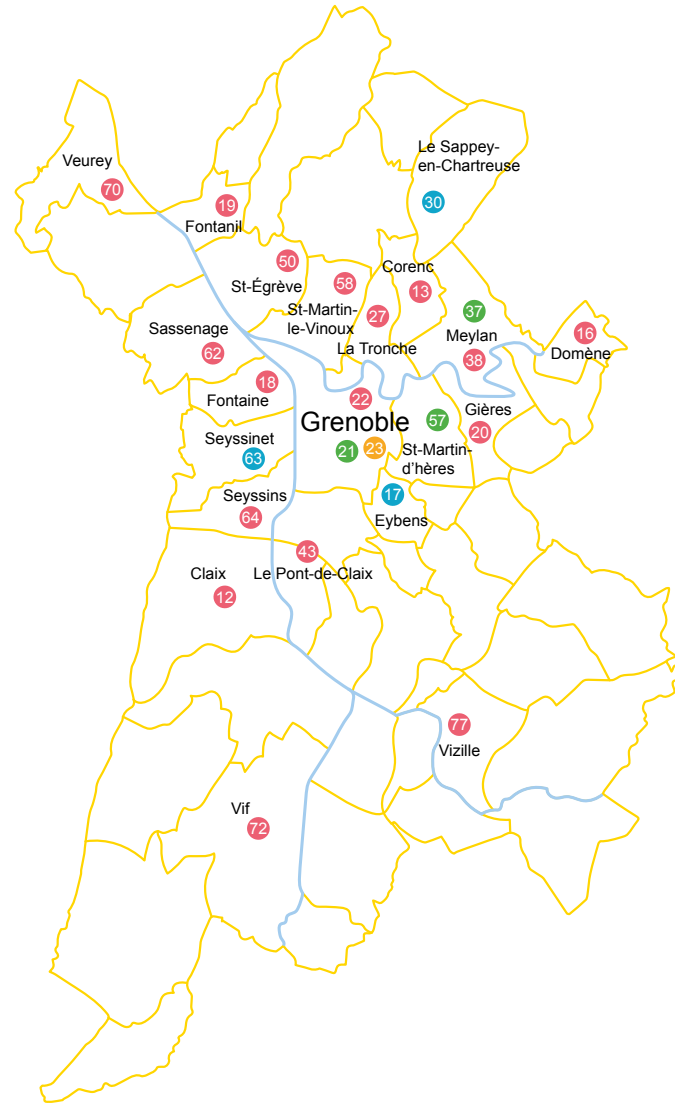 Le Sappey-
en-Chartreuse
30
Veurey
70
19
Fontanil
50
St-Égrève
58
St-Martin-
le-Vinoux
Corenc
13
27
La Tronche
37
Meylan
38
16
Domène
Sassenage
62
18
Fontaine
22
Grenoble
21
23
57
St-Martin-
d'hères
Gières
20
Seyssinet
63
17
Eybens
Seyssins
64
43
Le Pont-de-Claix
Claix
12
77
Vizille
Vif
72